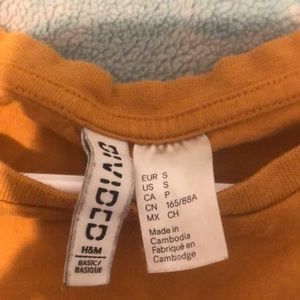 DIVIDED
H&M
BASIC/
BASIQUE
EUR S
US S
CA P
CN 165/88A
MX CH
Made in
Cambodia
Fabriqué en
Cambodge